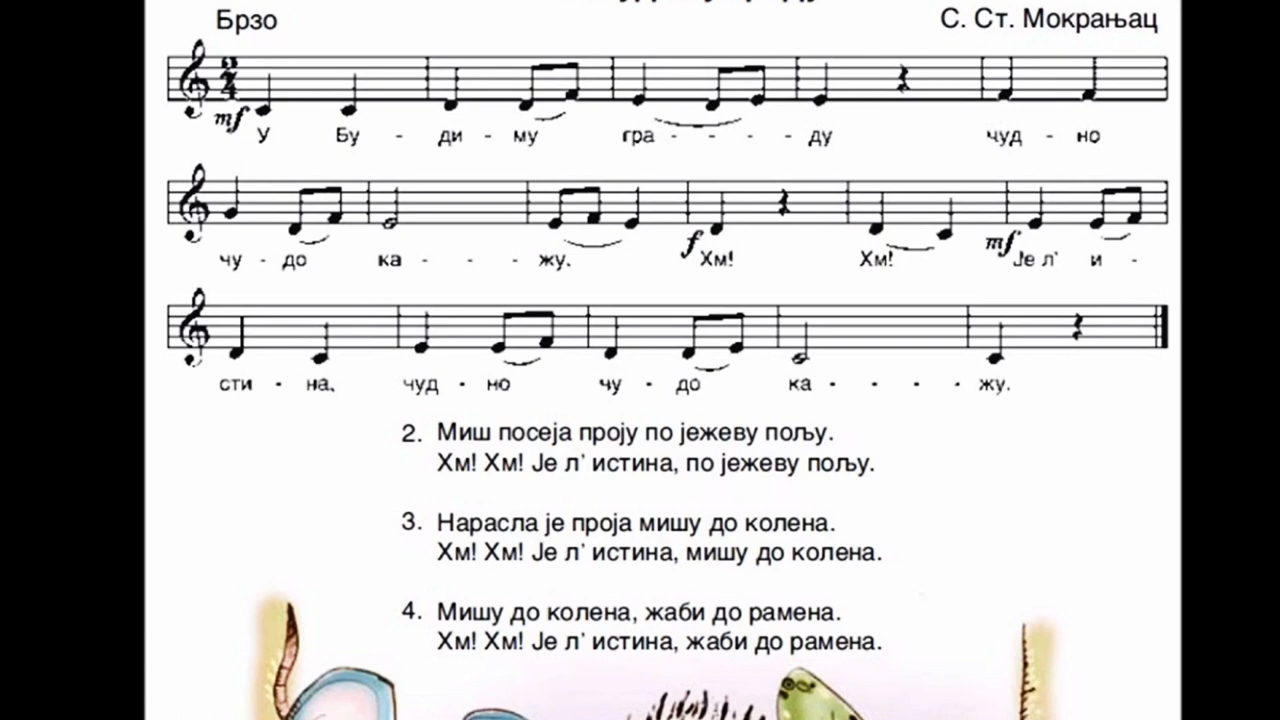 Брзо
С. Ст. Мокрањац
mf
У Бу - ди - му гра - - - ду чуд - но
f mf
чу - до ка - - - жу. Хм! Хм! Је л' и -
сти - на, чуд - но чу - до ка - - - - жу.
2. Миш посеја проју по јежеву пољу.
Хм! Хм! Је л' истина, по јежеву пољу.
3. Нарасла је проја мишу до колена.
Хм! Хм! Је л' истина, мишу до колена.
4. Мишу до колена, жаби до рамена.
Хм! Хм! Је л' истина, жаби до рамена.